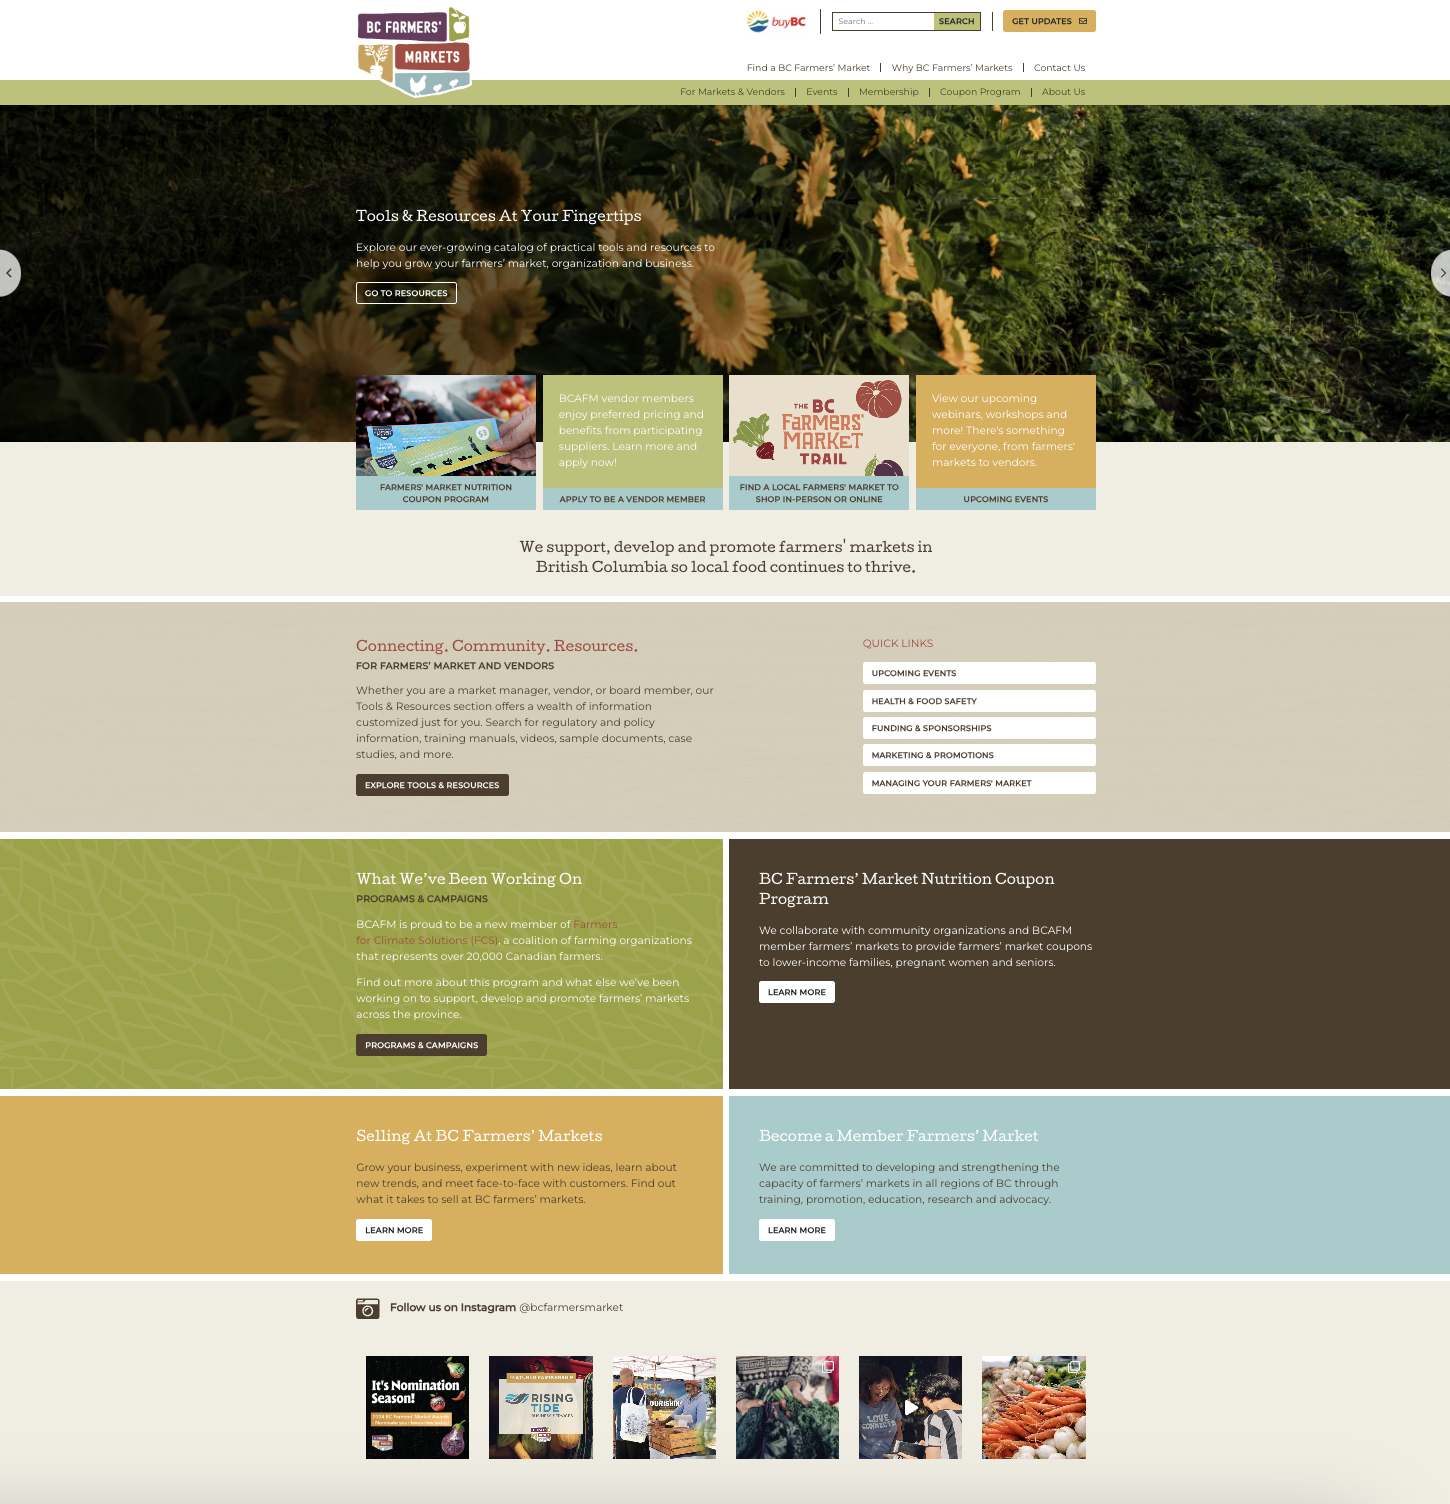 BC FARMERS'
MARKETS
buyBC
Search ...
SEARCH
GET UPDATES
Find a BC Farmers' Market
Why BC Farmers' Markets
Contact Us
For Markets & Vendors
Events
Membership
Coupon Program
About Us
Tools & Resources At Your Fingertips
Explore our ever-growing catalog of practical tools and resources to
help you grow your farmers' market, organization and business.
GO TO RESOURCES
FARMERS' MARKET NUTRITION
COUPON PROGRAM
BCAFM vendor members
enjoy preferred pricing and
benefits from participating
suppliers. Learn more and
apply now!
APPLY TO BE A VENDOR MEMBER
THE BC
FARMERS'
MARKET
TRAIL
FIND A LOCAL FARMERS' MARKET TO
SHOP IN-PERSON OR ONLINE
View our upcoming
webinars, workshops and
more! There's something
for everyone, from farmers'
markets to vendors.
UPCOMING EVENTS
We support, develop and promote farmers' markets in
British Columbia so local food continues to thrive.
Connecting. Community. Resources.
FOR FARMERS' MARKET AND VENDORS
Whether you are a market manager, vendor, or board member, our
Tools & Resources section offers a wealth of information
customized just for you. Search for regulatory and policy
information, training manuals, videos, sample documents, case
studies, and more.
EXPLORE TOOLS & RESOURCES
QUICK LINKS
UPCOMING EVENTS
HEALTH & FOOD SAFETY
FUNDING & SPONSORSHIPS
MARKETING & PROMOTIONS
MANAGING YOUR FARMERS' MARKET
What We've Been Working On
PROGRAMS & CAMPAIGNS
BCAFM is proud to be a new member of Farmers
for Climate Solutions (FCS), a coalition of farming organizations
that represents over 20,000 Canadian farmers.
Find out more about this program and what else we've been
working on to support, develop and promote farmers' markets
across the province.
PROGRAMS & CAMPAIGNS
BC Farmers' Market Nutrition Coupon
Program
We collaborate with community organizations and BCAFM
member farmers' markets to provide farmers' market coupons
to lower-income families, pregnant women and seniors.
LEARN MORE
Selling At BC Farmers' Markets
Grow your business, experiment with new ideas, learn about
new trends, and meet face-to-face with customers. Find out
what it takes to sell at BC farmers' markets.
LEARN MORE
Become a Member Farmers' Market
We are committed to developing and strengthening the
capacity of farmers' markets in all regions of BC through
training, promotion, education, research and advocacy.
LEARN MORE
Follow us on Instagram @bcfarmersmarket
It's Nomination
Season!
2024 BC Farmers' Market Awards
FEATURED PARTNERSHIP
RISING
TIDE
BUSINESS SERVICES
LOVE
CONNECTS